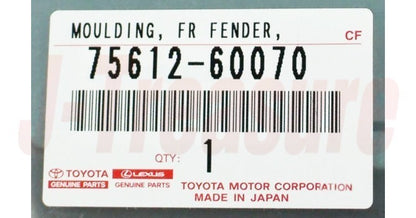 MOULDING, FR FENDER, CF
75612-60070
QTY: 1
TOYOTA GENUINE PARTS LEXUS GENUINE PARTS
TOYOTA MOTOR CORPORATION
MADE IN JAPAN
J-Treasure